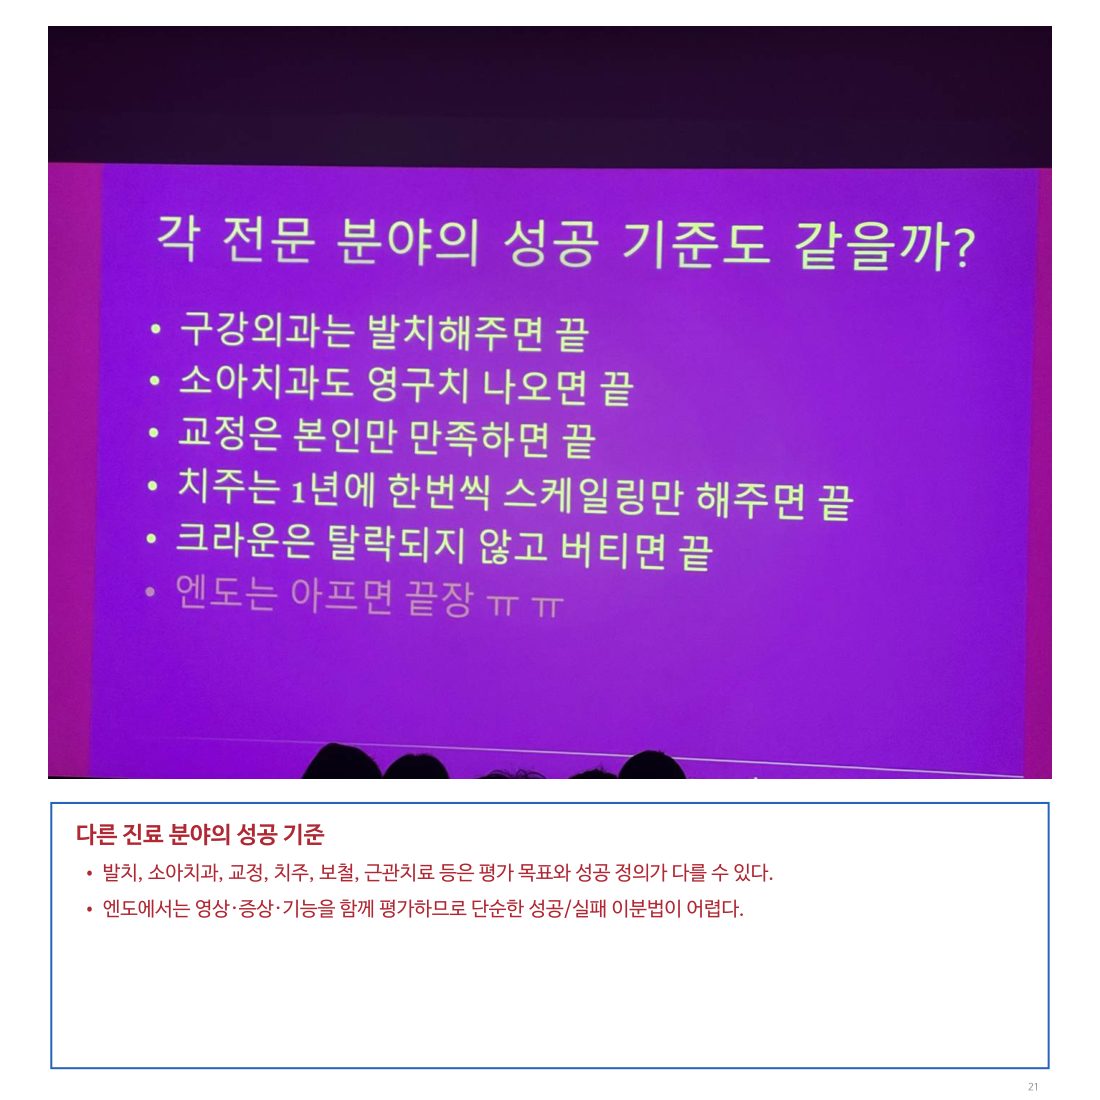 각 전문 분야의 성공 기준도 같을까?
• 구강외과는 발치해주면 끝
• 소아치과도 영구치 나오면 끝
• 교정은 본인만 만족하면 끝
• 치주는 1년에 한번씩 스케일링만 해주면 끝
• 크라운은 탈락되지 않고 버티면 끝
• 엔도는 아프면 끝장 ㅠ ㅠ
다른 진료 분야의 성공 기준
• 발치, 소아치과, 교정, 치주, 보철, 근관치료 등은 평가 목표와 성공 정의가 다를 수 있다.
• 엔도에서는 영상·증상·기능을 함께 평가하므로 단순한 성공/실패 이분법이 어렵다.
21